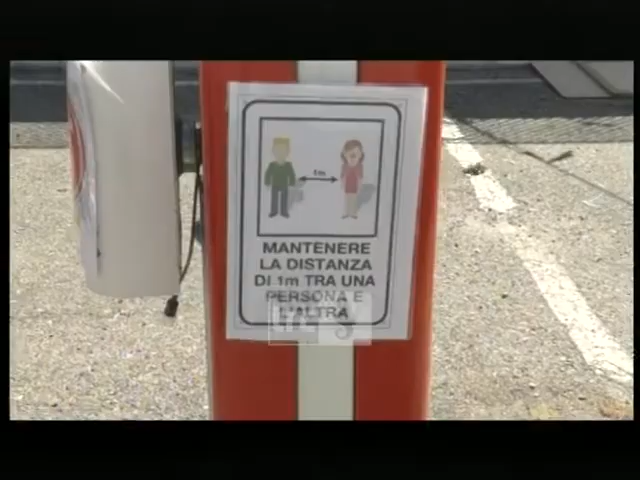 1m
MANTENERE
LA DISTANZA
DI 1m TRA UNA
PERSONA E
L'ALTRA